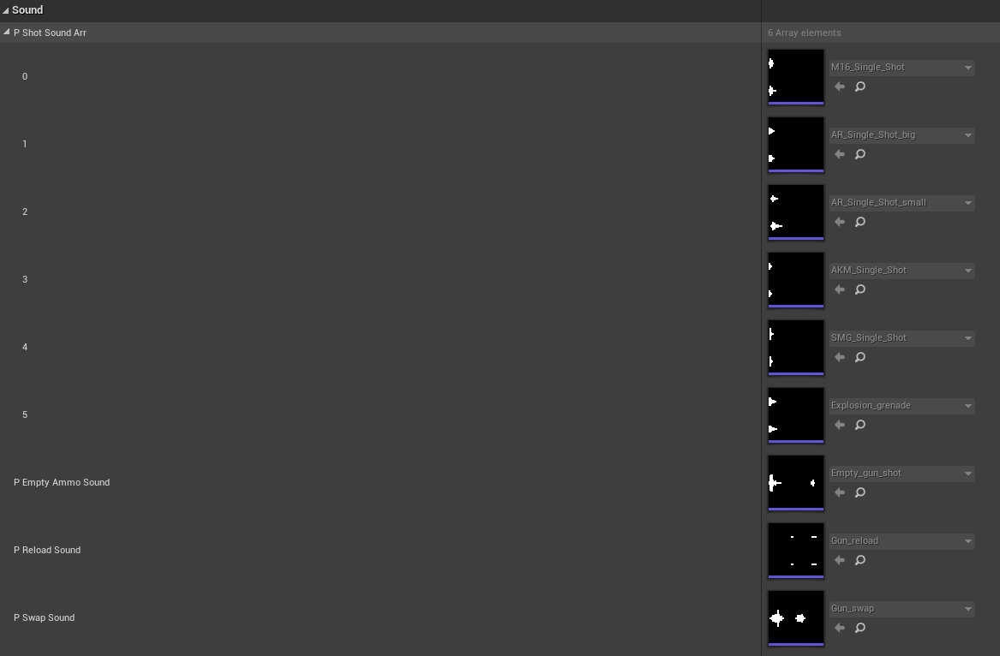 Sound
P Shot Sound Arr
6 Array elements
0
M16_Single_Shot
1
AR_Single_Shot_big
2
AR_Single_Shot_small
3
AKM_Single_Shot
4
SMG_Single_Shot
5
Explosion_grenade
P Empty Ammo Sound
Empty_gun_shot
P Reload Sound
Gun_reload
P Swap Sound
Gun_swap